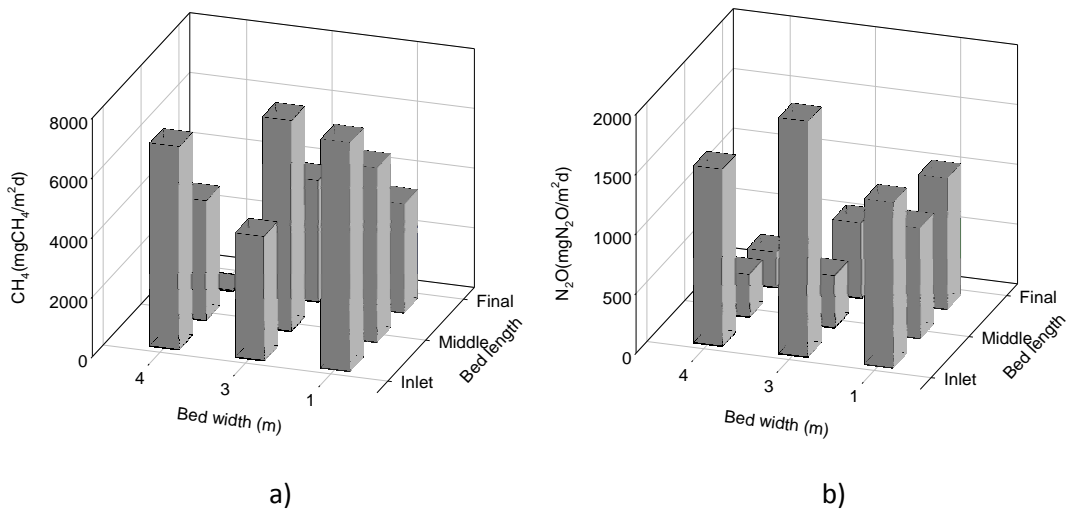 8000
6000
4000
2000
0
CH₄(mgCH₄/m²d)
4
3
1
Bed width (m)
Inlet
Middle
Final
Bed length
a)
2000
1500
1000
500
0
N₂O(mgN₂O/m²d)
4
3
1
Bed width (m)
Inlet
Middle
Final
Bed length
b)